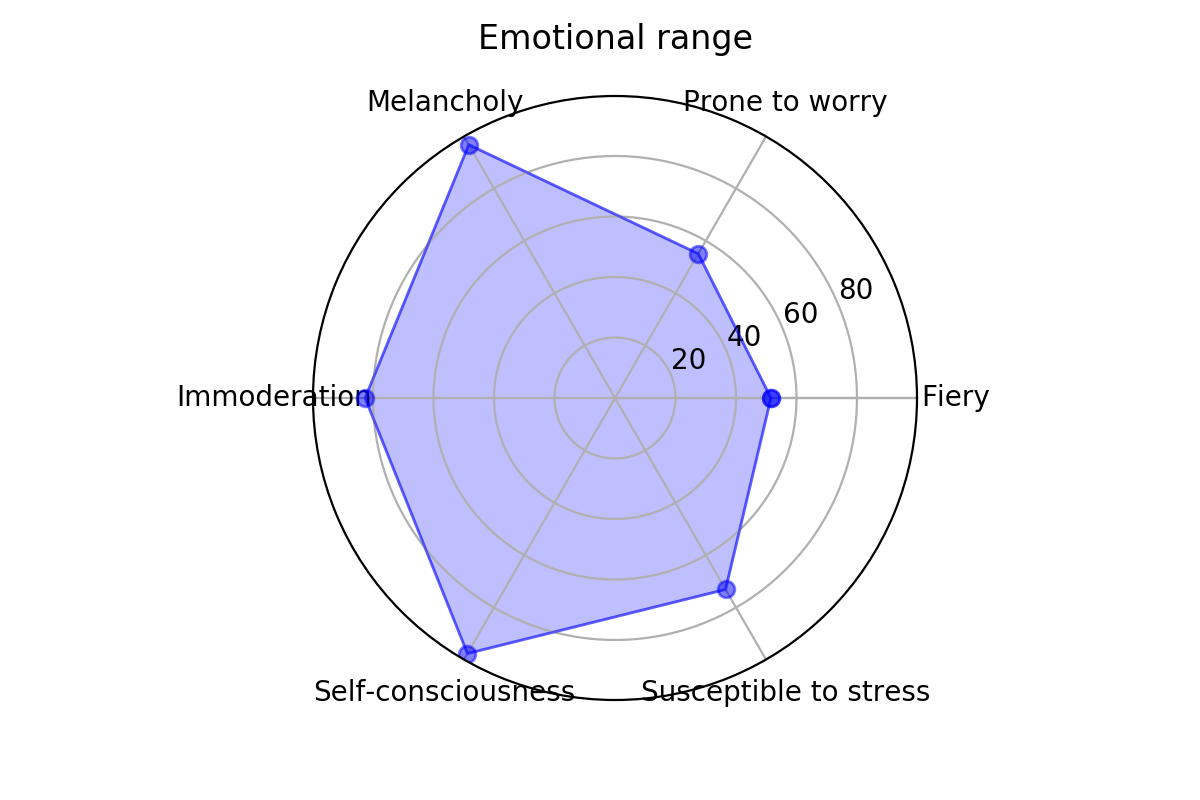 Emotional range
Melancholy
Prone to worry
80
60
40
20
Immoderation
Fiery
Self-consciousness
Susceptible to stress